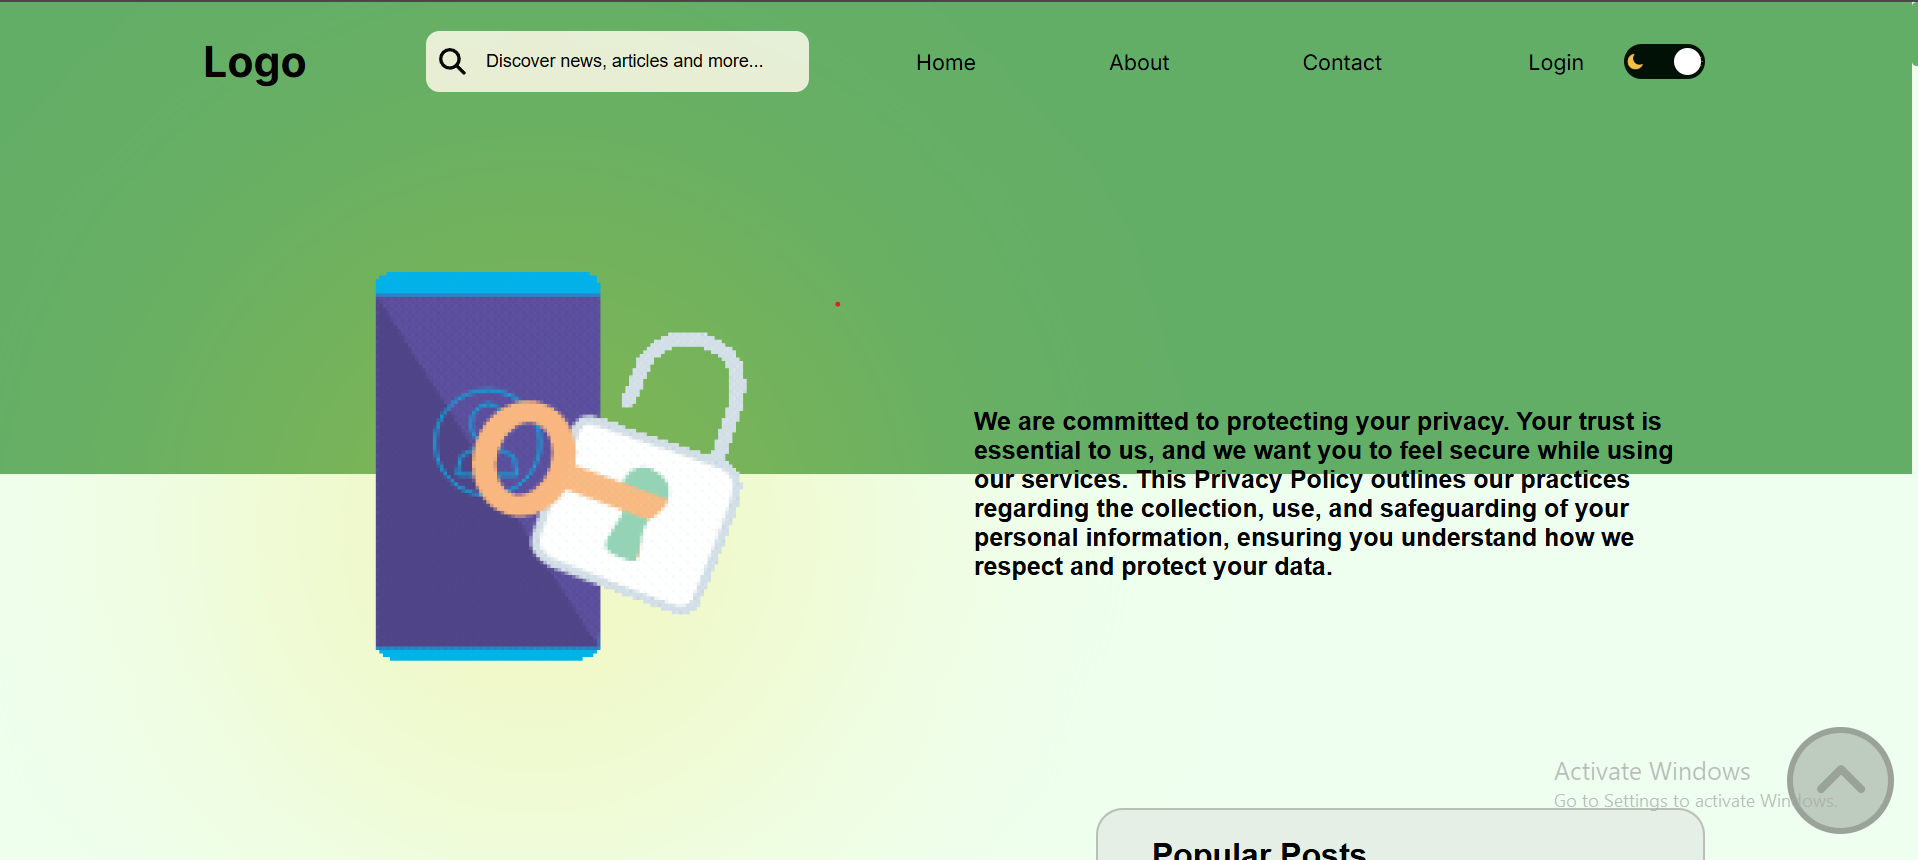 Logo
Discover news, articles and more...
Home
About
Contact
Login
We are committed to protecting your privacy. Your trust is
essential to us, and we want you to feel secure while using
our services. This Privacy Policy outlines our practices
regarding the collection, use, and safeguarding of your
personal information, ensuring you understand how we
respect and protect your data.
Activate Windows
Go to Settings to activate Windows.
Popular Posts